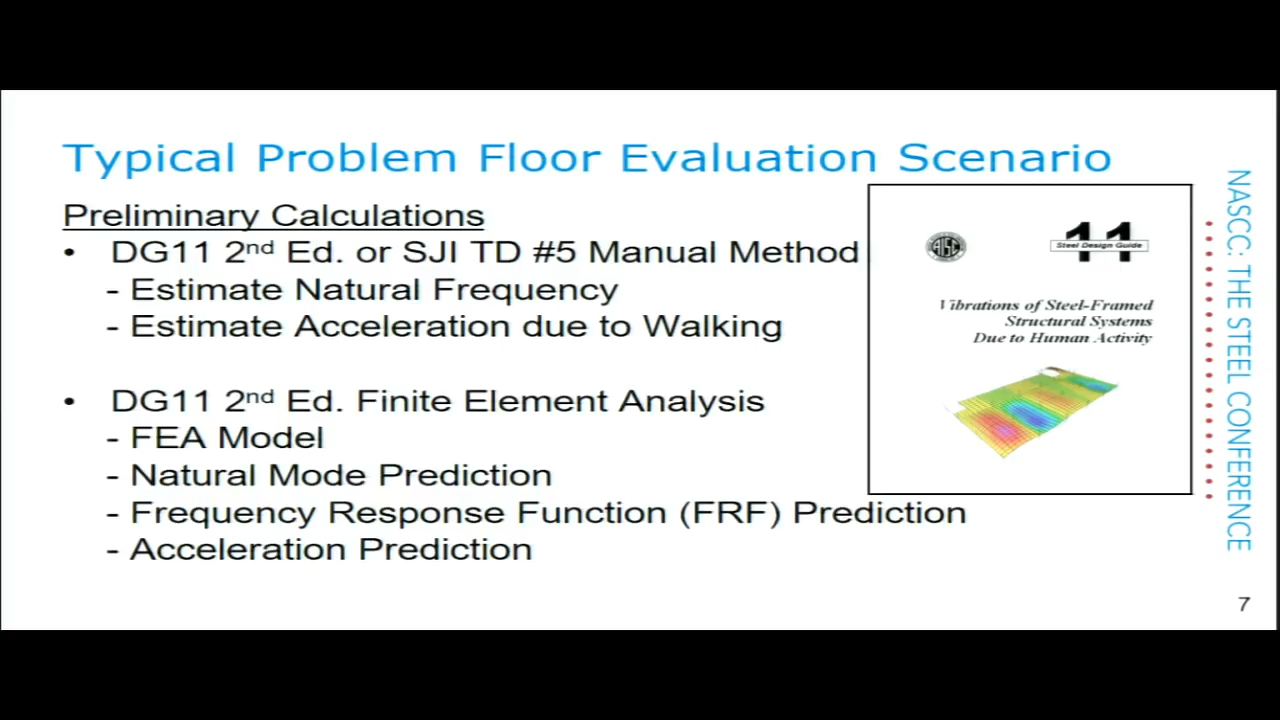 Typical Problem Floor Evaluation Scenario
Preliminary Calculations
• DG11 2nd Ed. or SJI TD #5 Manual Method
- Estimate Natural Frequency
- Estimate Acceleration due to Walking
• DG11 2nd Ed. Finite Element Analysis
- FEA Model
- Natural Mode Prediction
- Frequency Response Function (FRF) Prediction
- Acceleration Prediction
AISC
11
Steel Design Guide
Vibrations of Steel-Framed
Structural Systems
Due to Human Activity
NASCC: THE STEEL CONFERENCE
7